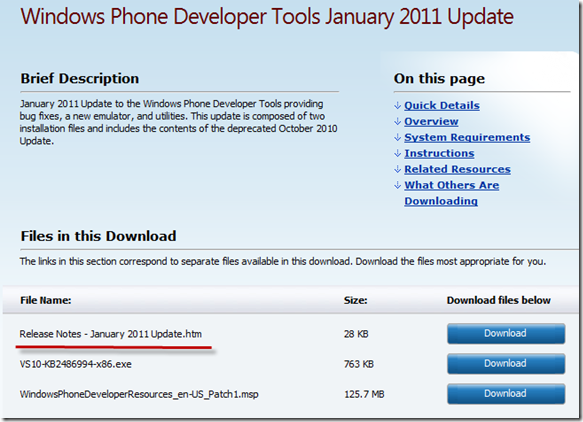 Windows Phone Developer Tools January 2011 Update
Brief Description
January 2011 Update to the Windows Phone Developer Tools providing
bug fixes, a new emulator, and utilities. This update is composed of two
installation files and includes the contents of the deprecated October 2010
Update.
On this page
Quick Details
Overview
System Requirements
Instructions
Related Resources
What Others Are
Downloading
Files in this Download
The links in this section correspond to separate files available in this download. Download the files most appropriate for you.
File Name: Size: Download files below
Release Notes - January 2011 Update.htm 28 KB Download
VS10-KB2486994-x86.exe 763 KB Download
WindowsPhoneDeveloperResources_en-US_Patch1.msp 125.7 MB Download